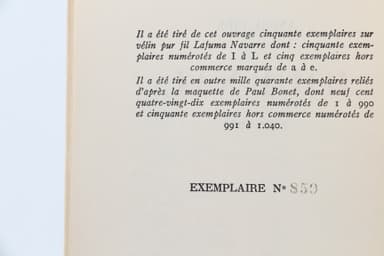 Il a été tiré de cet ouvrage cinquante exemplaires sur
vélin pur fil Lafuma Navarre dont : cinquante exem-
plaires numérotés de I à L et cinq exemplaires hors
commerce marqués de a à e.
Il a été tiré en outre mille quarante exemplaires reliés
d'après la maquette de Paul Bonet, dont neuf cent
quatre-vingt-dix exemplaires numérotés de 1 à 990
et cinquante exemplaires hors commerce numérotés de
991 à 1.040.
EXEMPLAIRE N° 859